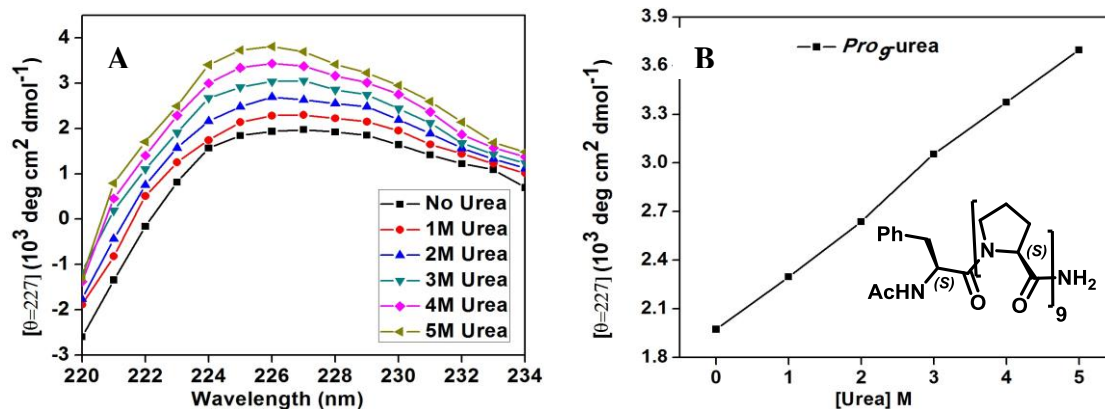 A
[θ=227] (10³ deg cm² dmol⁻¹)
4
3
2
1
0
-1
-2
-3
No Urea
1M Urea
2M Urea
3M Urea
4M Urea
5M Urea
220 222 224 226 228 230 232 234
Wavelength (nm)
B
[θ=227] (10³ deg cm² dmol⁻¹)
3.9
3.6
3.3
3.0
2.7
2.4
2.1
1.8
Pro₉-urea
Ph
N
(S)
(S)
AcHN
O
O
NH₂
9
0 1 2 3 4 5
[Urea] M